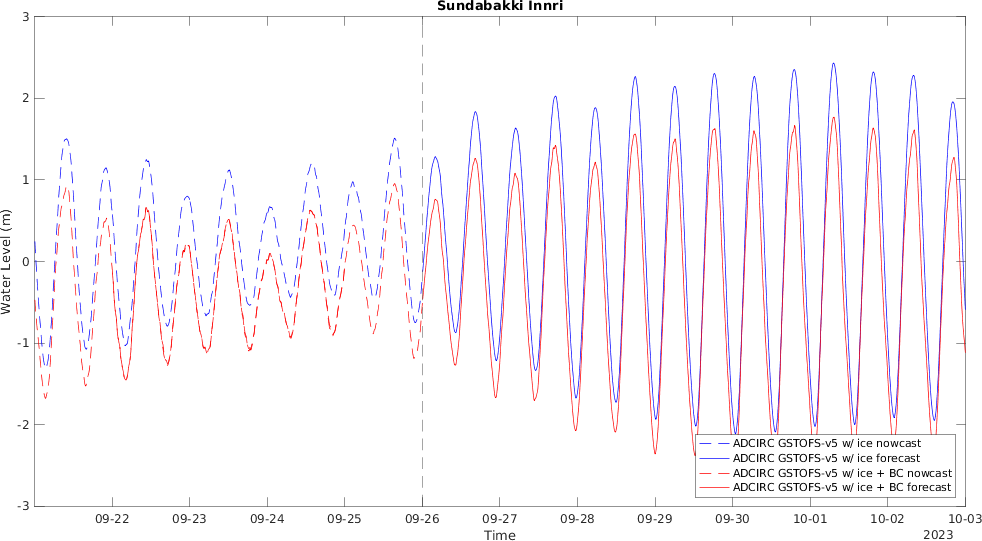 Sundabakki Innri
3
2
1
0
-1
-2
-3
Water Level (m)
ADCIRC GSTOFS-v5 w/ ice nowcast
ADCIRC GSTOFS-v5 w/ ice forecast
ADCIRC GSTOFS-v5 w/ ice + BC nowcast
ADCIRC GSTOFS-v5 w/ ice + BC forecast
09-22 09-23 09-24 09-25 09-26 09-27 09-28 09-29 09-30 10-01 10-02 10-03
Time
2023